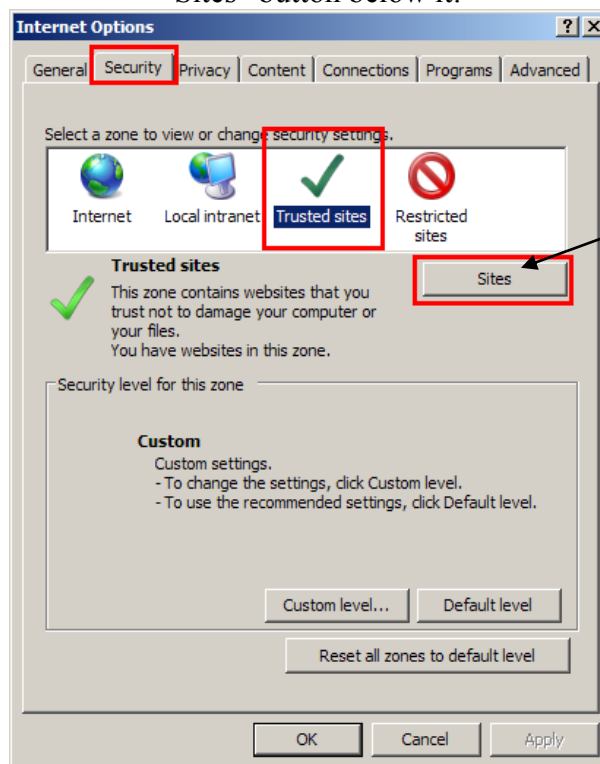 "Sites" button below it.
Internet Options
General Security Privacy Content Connections Programs Advanced
Select a zone to view or change security settings.
Internet Local intranet Trusted sites Restricted sites
Trusted sites
Sites
This zone contains websites that you
trust not to damage your computer or
your files.
You have websites in this zone.
Security level for this zone
Custom
Custom settings.
- To change the settings, click Custom level.
- To use the recommended settings, click Default level.
Custom level... Default level
Reset all zones to default level
OK Cancel Apply